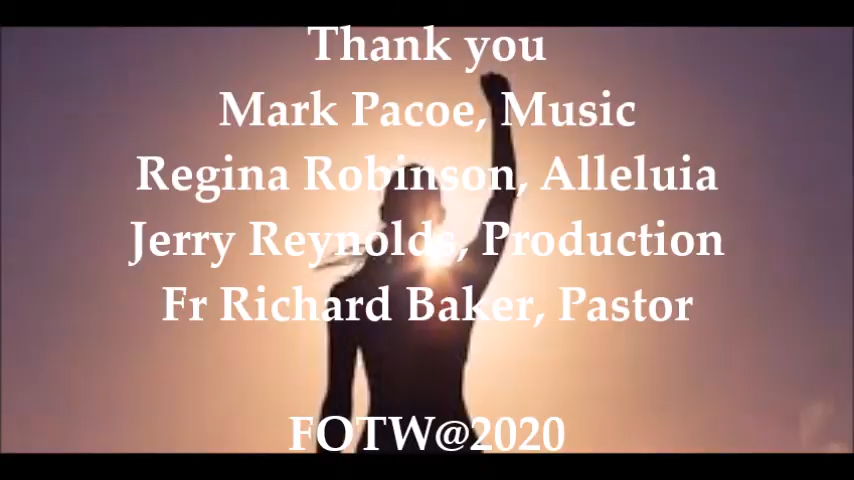 Thank you
Mark Pacoe, Music
Regina Robinson, Alleluia
Jerry Reynolds, Production
Fr Richard Baker, Pastor
FOTW@2020